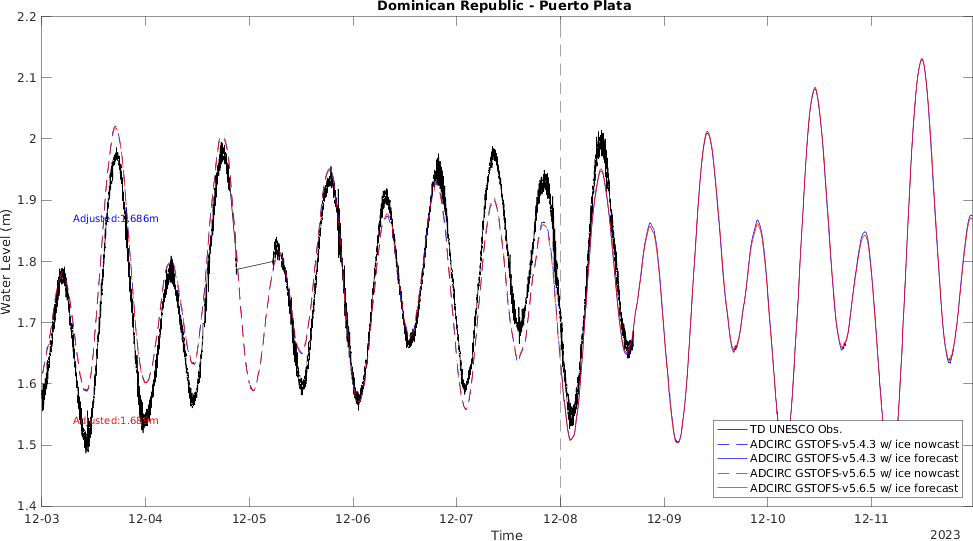 Dominican Republic - Puerto Plata
2.2
2.1
2
1.9
1.8
1.7
1.6
1.5
1.4
Water Level (m)
Adjusted:1.686m
TD UNESCO Obs.
ADCIRC GSTOFS-v5.4.3 w/ ice nowcast
ADCIRC GSTOFS-v5.4.3 w/ ice forecast
ADCIRC GSTOFS-v5.6.5 w/ ice nowcast
ADCIRC GSTOFS-v5.6.5 w/ ice forecast
12-03 12-04 12-05 12-06 12-07 12-08 12-09 12-10 12-11
Time
2023